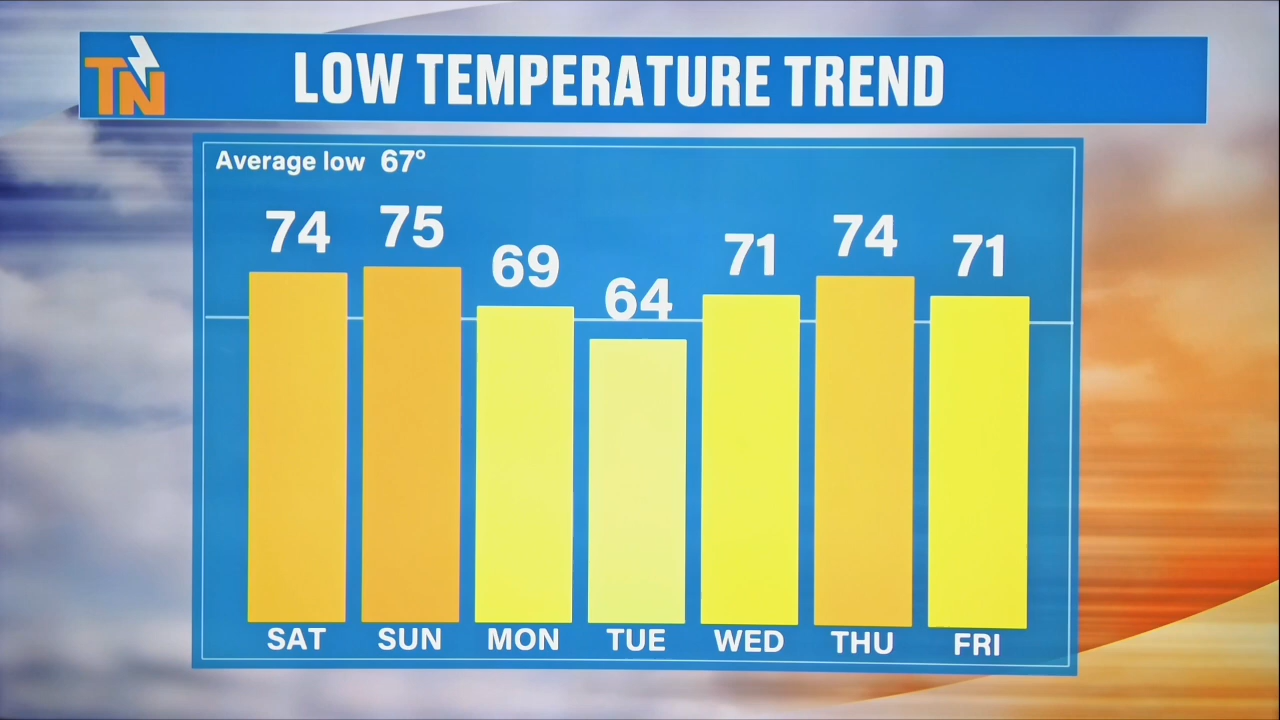 TN
LOW TEMPERATURE TREND
Average low 67°
74 75 69 64 71 74 71
SAT SUN MON TUE WED THU FRI